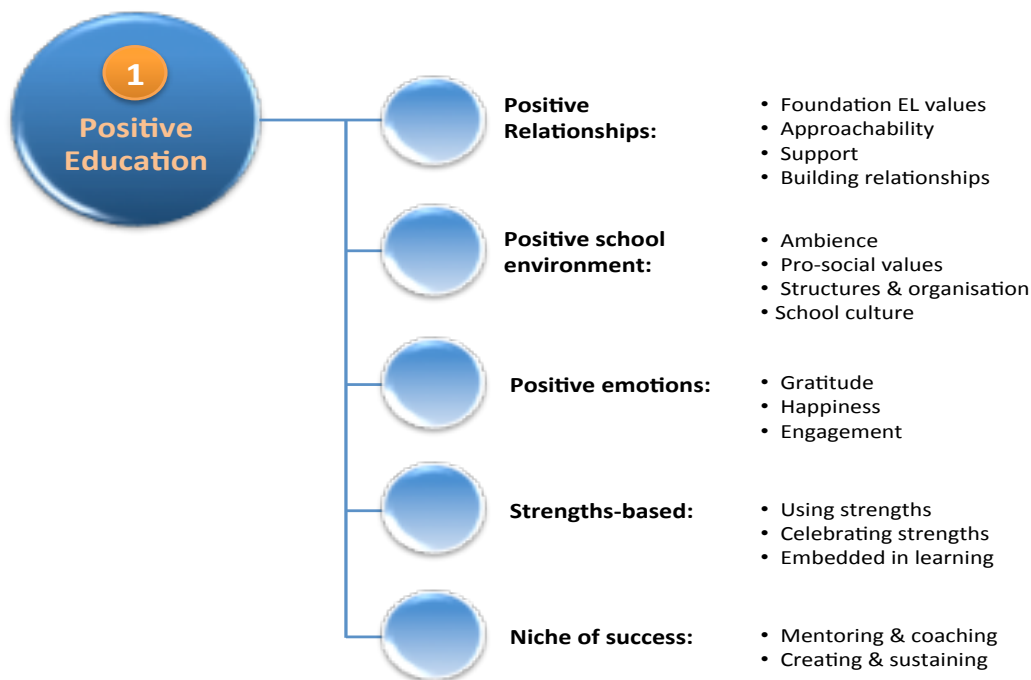 1
Positive
Education
Positive
Relationships:
• Foundation EL values
• Approachability
• Support
• Building relationships
Positive school
environment:
• Ambience
• Pro-social values
• Structures & organisation
• School culture
Positive emotions:
• Gratitude
• Happiness
• Engagement
Strengths-based:
• Using strengths
• Celebrating strengths
• Embedded in learning
Niche of success:
• Mentoring & coaching
• Creating & sustaining